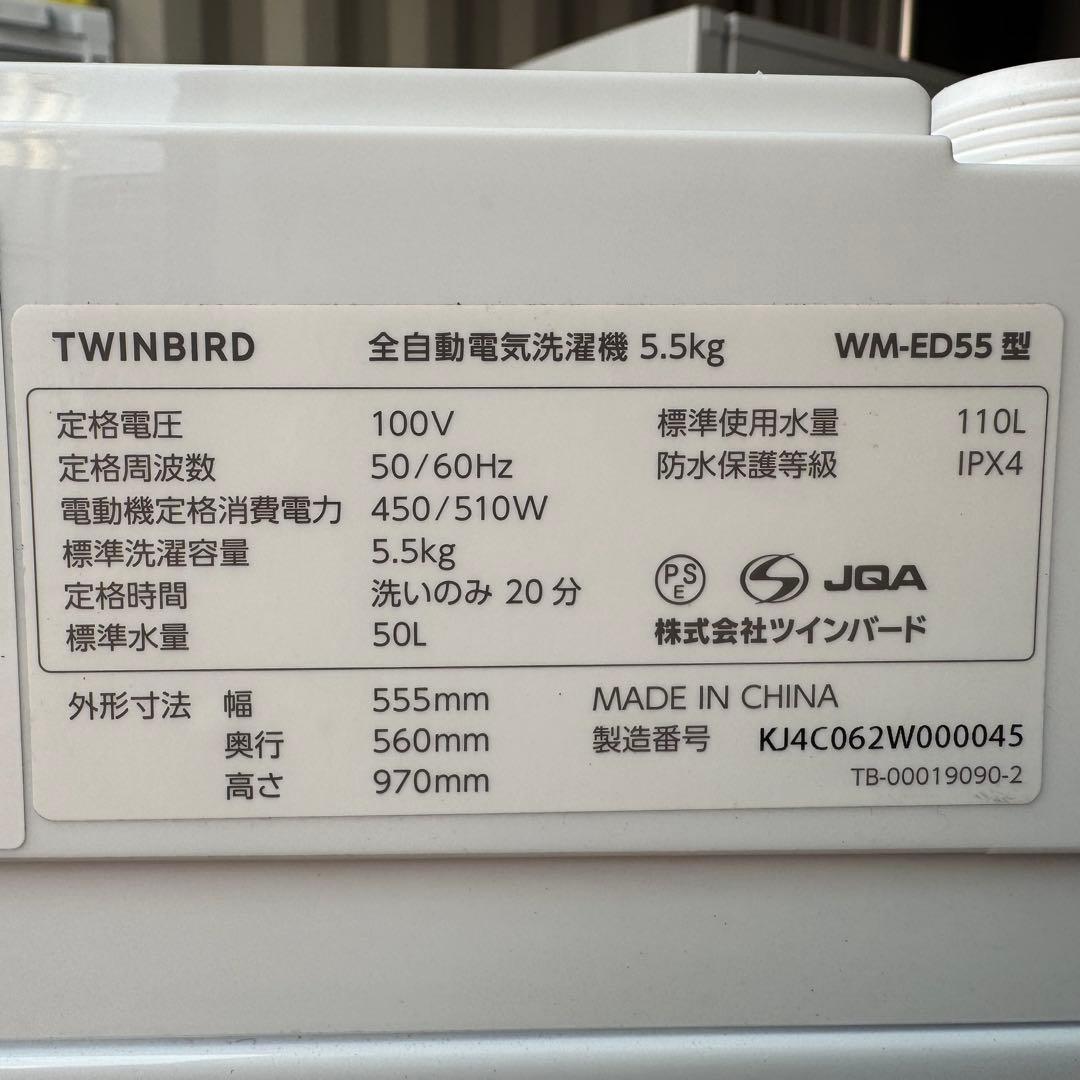 TWINBIRD 全自動電気洗濯機 5.5kg WM-ED55 型
定格電圧 100V 標準使用水量 110L
定格周波数 50/60Hz 防水保護等級 IPX4
電動機定格消費電力 450/510W
標準洗濯容量 5.5kg
定格時間 洗いのみ 20 分
標準水量 50L
PS
E
S JQA
株式会社ツインバード
外形寸法 幅 555mm MADE IN CHINA
奥行 560mm 製造番号 KJ4C062W000045
高さ 970mm TB-00019090-2